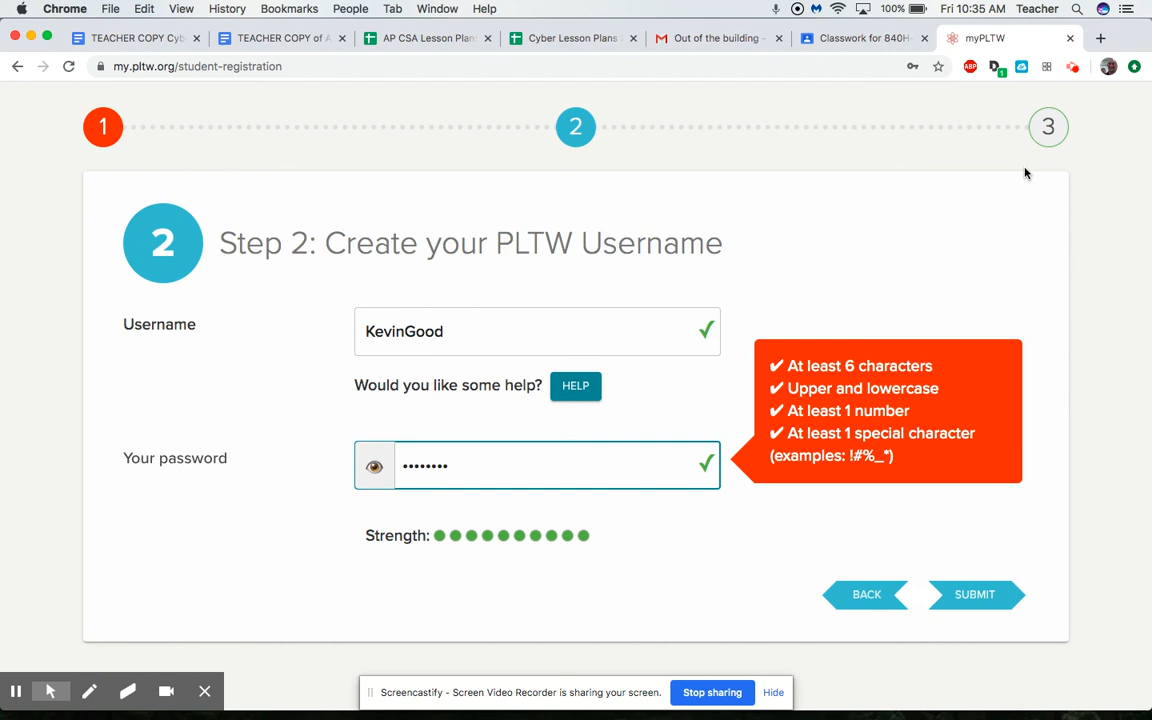 Chrome File Edit View History Bookmarks People Tab Window Help 100% Fri 10:35 AM Teacher
TEACHER COPY Cyb TEACHER COPY of A AP CSA Lesson Plan Cyber Lesson Plans Out of the building - Classwork for 840H- myPLTW
my.pltw.org/student-registration ABP 1
1 2 3
2 Step 2: Create your PLTW Username
Username KevinGood
Would you like some help? HELP
✔ At least 6 characters
✔ Upper and lowercase
✔ At least 1 number
✔ At least 1 special character
(examples: !#%_*)
Your password ••••••••
Strength:
BACK SUBMIT
Screencastify - Screen Video Recorder is sharing your screen. Stop sharing Hide